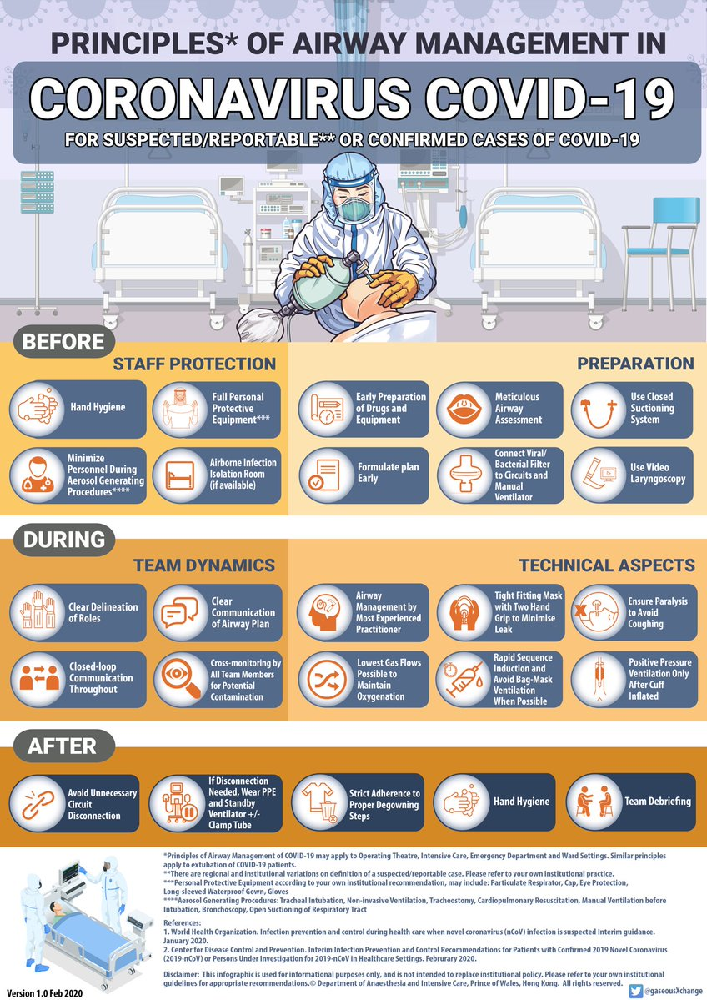 PRINCIPLES* OF AIRWAY MANAGEMENT IN
CORONAVIRUS COVID-19
FOR SUSPECTED/REPORTABLE** OR CONFIRMED CASES OF COVID-19
BEFORE
STAFF PROTECTION
Hand Hygiene
Full Personal
Protective
Equipment***
Minimize
Personnel During
Aerosol Generating
Procedures****
Airborne Infection
Isolation Room
(if available)
PREPARATION
Early Preparation
of Drugs and
Equipment
Meticulous
Airway
Assessment
Use Closed
Suctioning
System
Formulate plan
Early
Connect Viral/
Bacterial Filter
to Circuits and
Manual
Ventilator
Use Video
Laryngoscopy
DURING
TEAM DYNAMICS
Clear Delineation
of Roles
Clear
Communication
of Airway Plan
Closed-loop
Communication
Throughout
Cross-monitoring by
All Team Members
for Potential
Contamination
TECHNICAL ASPECTS
Airway
Management by
Most Experienced
Practitioner
Tight Fitting Mask
with Two Hand
Grip to Minimise
Leak
Ensure Paralysis
to Avoid
Coughing
Lowest Gas Flows
Possible to
Maintain
Oxygenation
Rapid Sequence
Induction and
Avoid Bag-Mask
Ventilation
When Possible
Positive Pressure
Ventilation Only
After Cuff
Inflated
AFTER
Avoid Unnecessary
Circuit
Disconnection
If Disconnection
Needed, Wear PPE
and Standby
Ventilator +/-
Clamp Tube
Strict Adherence to
Proper Degowning
Steps
Hand Hygiene
Team Debriefing
*Principles of Airway Management of COVID-19 may apply to Operating Theatre, Intensive Care, Emergency Department and Ward Settings. Similar principles
apply to extubation of COVID-19 patients.
**There are regional and institutional variations on definition of a suspected/reportable case. Please refer to your own institutional practice.
***Personal Protective Equipment according to your own institutional recommendation, may include: Particulate Respirator, Cap, Eye Protection,
Long-sleeved Waterproof Gown, Gloves
****Aerosol Generating Procedures: Tracheal Intubation, Non-invasive Ventilation, Tracheostomy, Cardiopulmonary Resuscitation, Manual Ventilation before
Intubation, Bronchoscopy, Open Suctioning of Respiratory Tract
References:
1. World Health Organization. Infection prevention and control during health care when novel coronavirus (nCoV) infection is suspected Interim guidance.
January 2020.
2. Center for Disease Control and Prevention. Interim Infection Prevention and Control Recommendations for Patients with Confirmed 2019 Novel Coronavirus
(2019-nCoV) or Persons Under Investigation for 2019-nCoV in Healthcare Settings. Februrary 2020.
Disclaimer: This infographic is used for informational purposes only, and is not intended to replace institutional policy. Please refer to your own institutional
guidelines for appropriate recommendations.© Department of Anaesthesia and Intensive Care, Prince of Wales, Hong Kong. All rights reserved.
Version 1.0 Feb 2020
@gaseousXchange